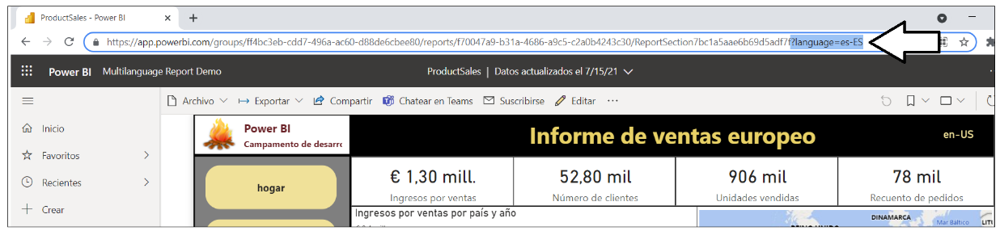 ProductSales - Power BI
https://app.powerbi.com/groups/ff4bc3eb-cdd7-496a-ac60-d88de6cbee80/reports/f70047a9-b31a-4686-a9c5-c2a0b4243c30/ReportSection7bc1a5aae6b69d5adf7f?language=es-ES
Power BI Multilanguage Report Demo ProductSales | Datos actualizados el 7/15/21
Archivo Exportar Compartir Chatear en Teams Suscribirse Editar ...
Inicio
Favoritos
Recientes
Crear
Power BI
Campamento de desarro
Informe de ventas europeo
en-US
hogar
€ 1,30 mill. 52,80 mil 906 mil 78 mil
Ingresos por ventas Número de clientes Unidades vendidas Recuento de pedidos
Ingresos por ventas por país y año
DINAMARCA
Mar Báltico
LITU